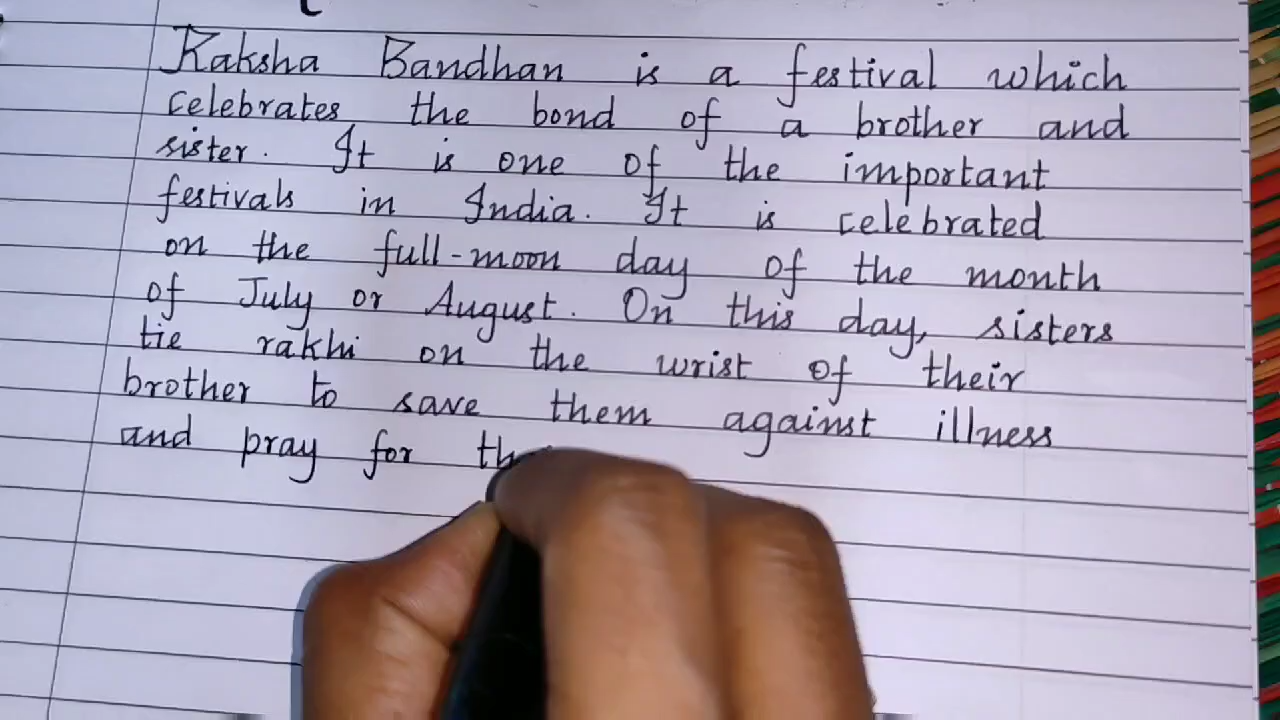 Raksha Bandhan is a festival which
celebrates the bond of a brother and
sister. It is one of the important
festivals in India. It is celebrated
on the full-moon day of the month
of July or August. On this day, sisters
tie rakhi on the wrist of their
brother to save them against illness
and pray for